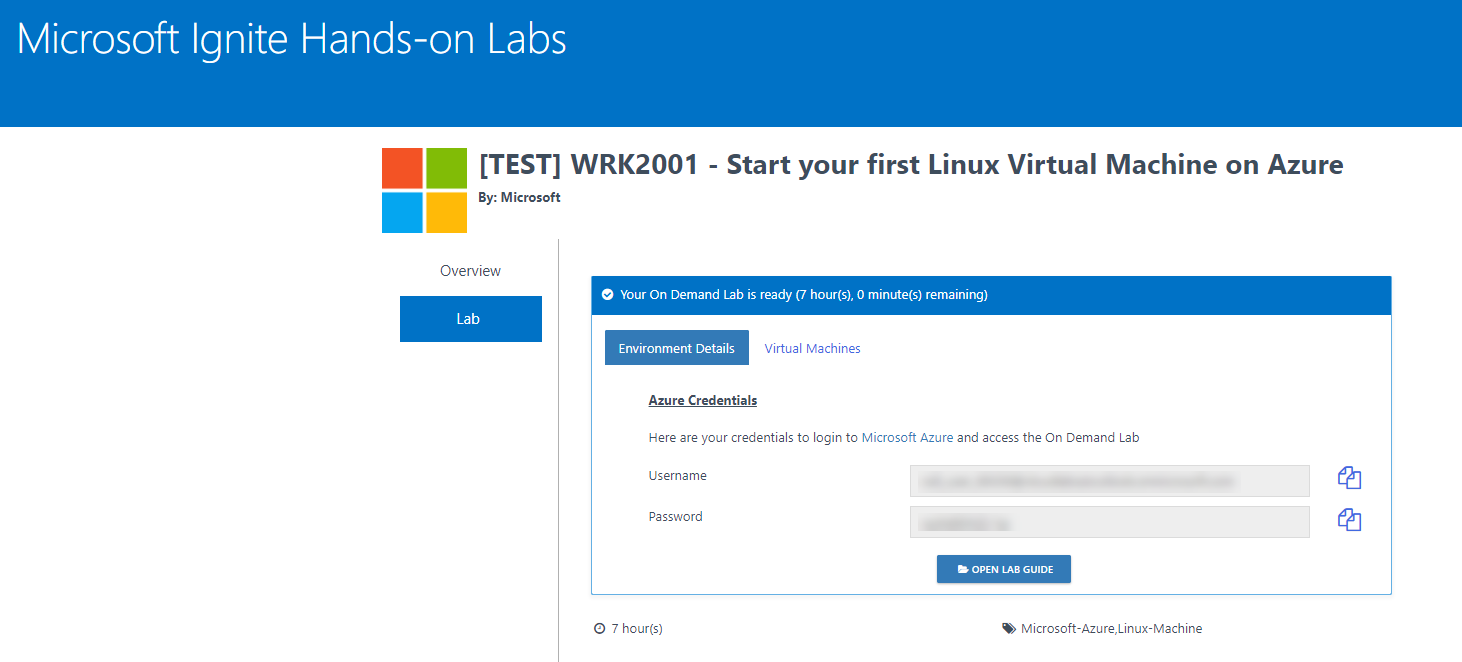 Microsoft Ignite Hands-on Labs
[TEST] WRK2001 - Start your first Linux Virtual Machine on Azure
By: Microsoft
Overview
Lab
Your On Demand Lab is ready (7 hour(s), 0 minute(s) remaining)
Environment Details
Virtual Machines
Azure Credentials
Here are your credentials to login to Microsoft Azure and access the On Demand Lab
Username
Password
OPEN LAB GUIDE
7 hour(s)
Microsoft-Azure,Linux-Machine